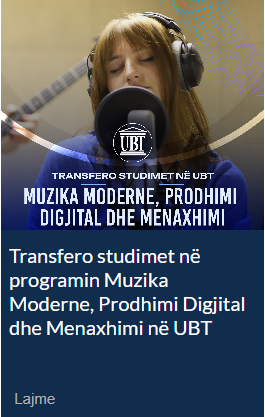 UBT
TRANSFERO STUDIMET NË UBT
MUZIKA MODERNE, PRODHIMI
DIGJITAL DHE MENAXHIMI
Transfero studimet në
programin Muzika
Moderne, Prodhimi Digjital
dhe Menaxhimi në UBT
Lajme